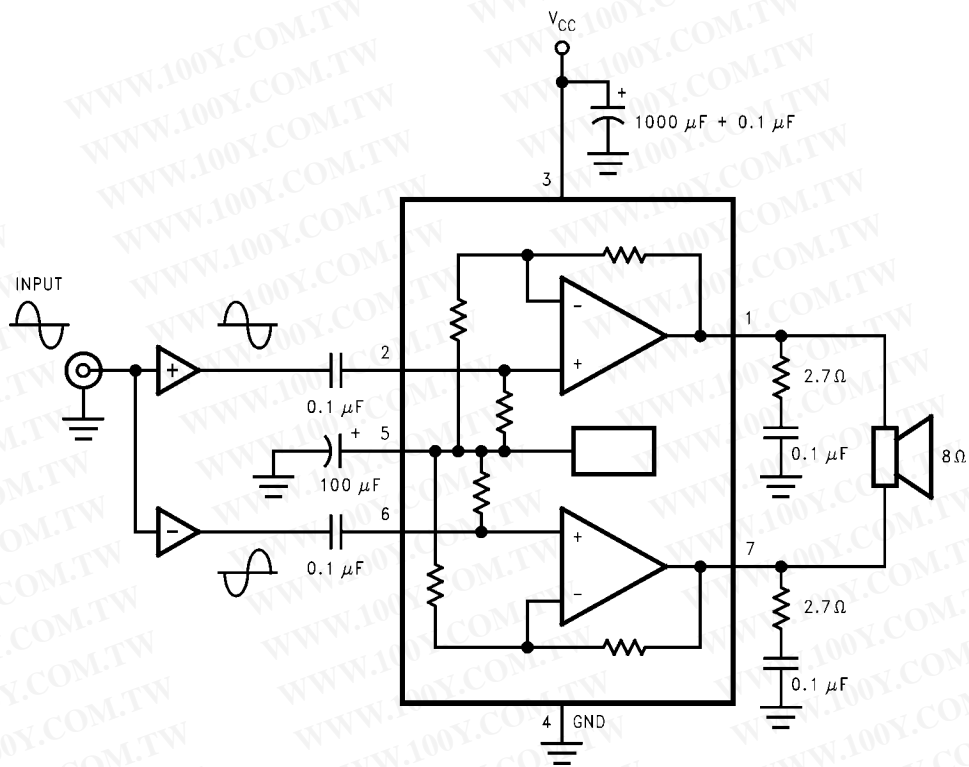 V_CC
+
1000 µF + 0.1 µF
3
INPUT
−
1
2
+
+
2.7Ω
0.1 µF
5
+
0.1 µF
8Ω
100 µF
6
+
7
−
0.1 µF
−
2.7Ω
0.1 µF
4 GND
WWW.100Y.COM.TW